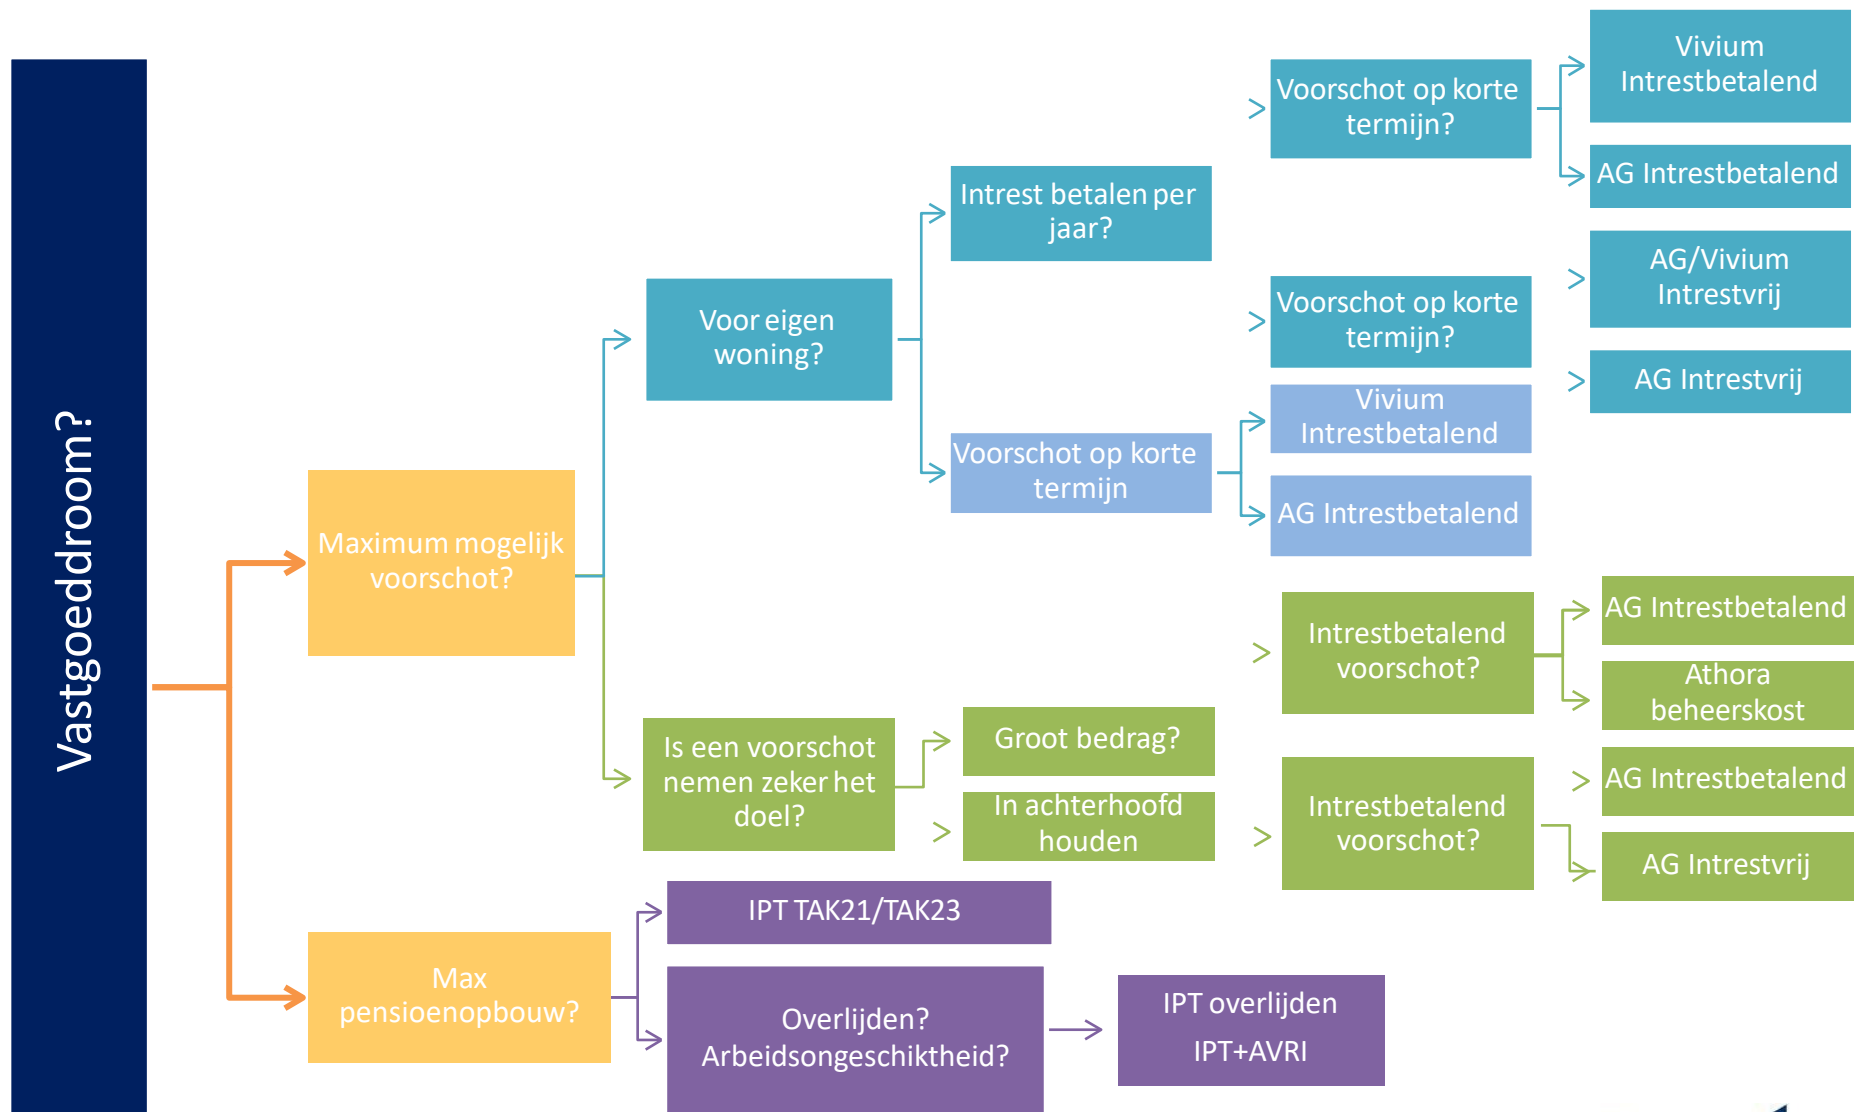 Vastgoeddroom?
Maximum mogelijk
voorschot?
Voor eigen
woning?
Intrest betalen per
jaar?
Voorschot op korte
termijn?
Vivium
Intrestbetalend
AG Intrestbetalend
Voorschot op korte
termijn?
AG/Vivium
Intrestvrij
AG Intrestvrij
Voorschot op korte
termijn
Vivium
Intrestbetalend
AG Intrestbetalend
Is een voorschot
nemen zeker het
doel?
Groot bedrag?
Intrestbetalend
voorschot?
AG Intrestbetalend
Athora
beheerskost
In achterhoofd
houden
Intrestbetalend
voorschot?
AG Intrestbetalend
AG Intrestvrij
Max
pensioenopbouw?
IPT TAK21/TAK23
Overlijden?
Arbeidsongeschiktheid?
IPT overlijden
IPT+AVRI